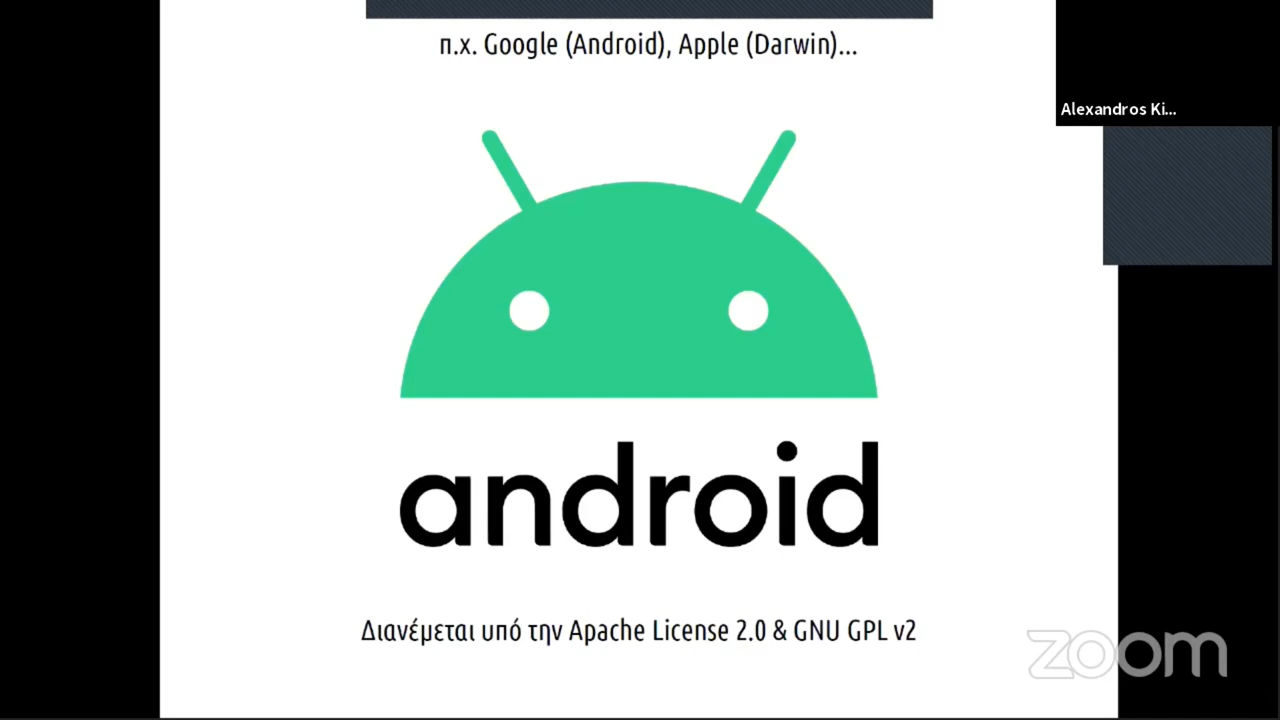 π.χ. Google (Android), Apple (Darwin)...
Alexandros Ki...
android
Διανέμεται υπό την Apache License 2.0 & GNU GPL v2
zoom